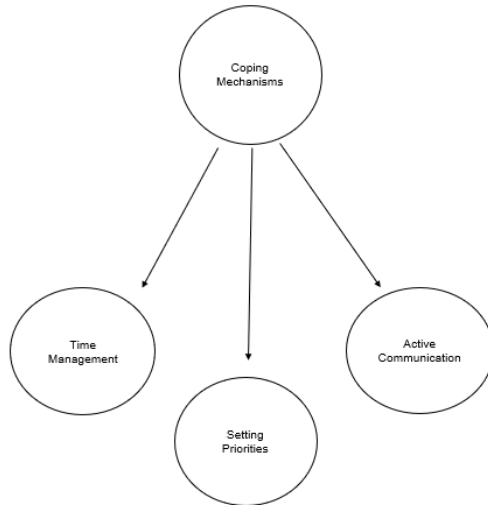 Coping
Mechanisms
Time
Management
Active
Communication
Setting
Priorities